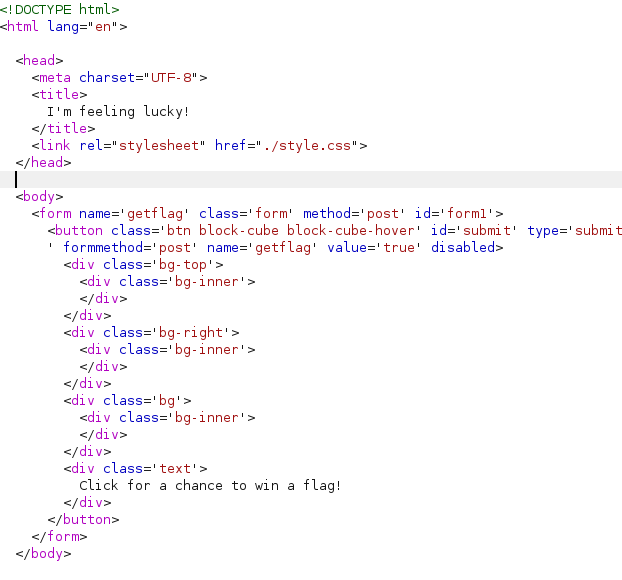 <!DOCTYPE html>
<html lang="en">
<head>
<meta charset="UTF-8">
<title>
I'm feeling lucky!
</title>
<link rel="stylesheet" href="./style.css">
</head>
<body>
<form name='getflag' class='form' method='post' id='form1'>
<button class='btn block-cube block-cube-hover' id='submit' type='submit
' formmethod='post' name='getflag' value='true' disabled>
<div class='bg-top'>
<div class='bg-inner'>
</div>
</div>
<div class='bg-right'>
<div class='bg-inner'>
</div>
</div>
<div class='bg'>
<div class='bg-inner'>
</div>
</div>
<div class='text'>
Click for a chance to win a flag!
</div>
</button>
</form>
</body>